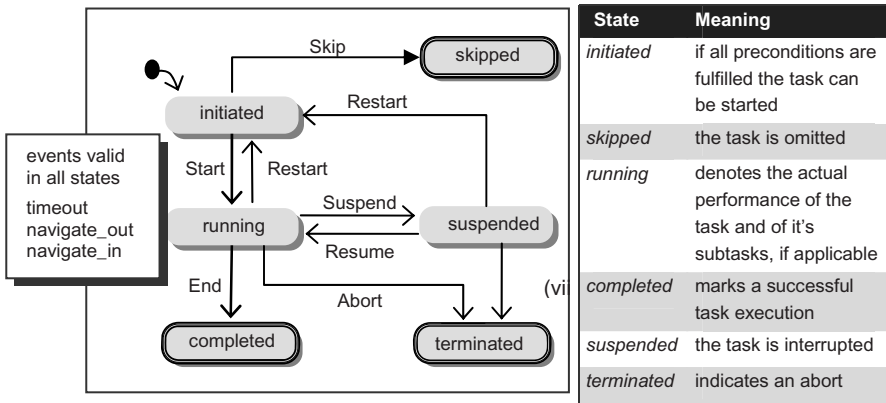 Skip
skipped
initiated
Restart
Start
Restart
events valid
in all states
timeout
navigate_out
navigate_in
running
Suspend
suspended
Resume
End
Abort
(vii
completed
terminated
State Meaning
initiated if all preconditions are
fulfilled the task can
be started
skipped the task is omitted
running denotes the actual
performance of the
task and of it's
subtasks, if applicable
completed marks a successful
task execution
suspended the task is interrupted
terminated indicates an abort